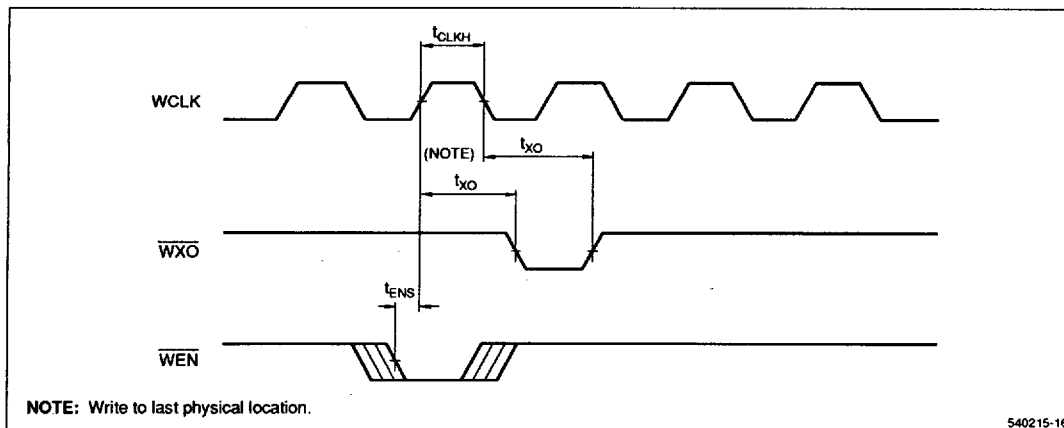 tCLKH
WCLK
(NOTE)
tXO
tXO
WXO
tENS
WEN
NOTE: Write to last physical location.
540215-16